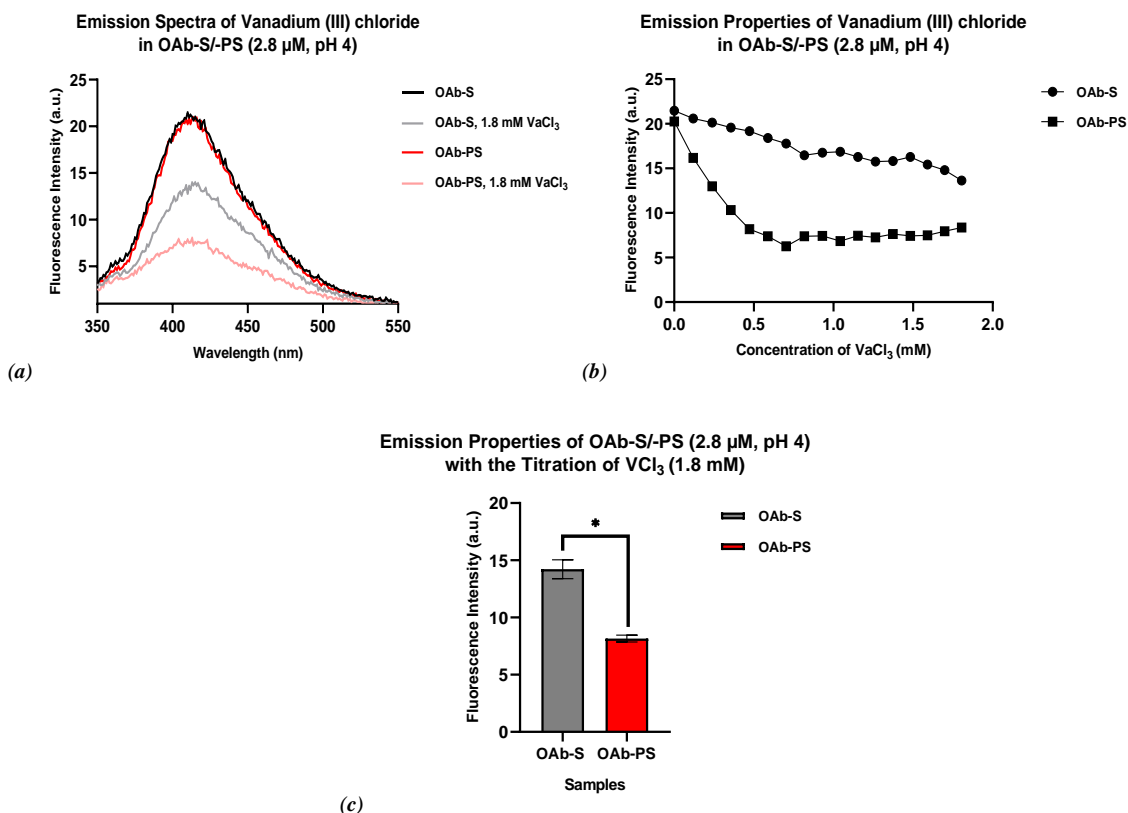 Emission Spectra of Vanadium (III) chloride
in OAb-S/-PS (2.8 µM, pH 4)
Fluorescence Intensity (a.u.)
25
20
15
10
5
350
400
450
500
550
Wavelength (nm)
OAb-S
OAb-S, 1.8 mM VaCl₃
OAb-PS
OAb-PS, 1.8 mM VaCl₃
(a)
Emission Properties of Vanadium (III) chloride
in OAb-S/-PS (2.8 µM, pH 4)
Fluorescence Intensity (a.u.)
25
20
15
10
5
0
0.0
0.5
1.0
1.5
2.0
Concentration of VaCl₃ (mM)
OAb-S
OAb-PS
(b)
Emission Properties of OAb-S/-PS (2.8 µM, pH 4)
with the Titration of VCl₃ (1.8 mM)
Fluorescence Intensity (a.u.)
20
15
10
5
0
*
OAb-S
OAb-PS
Samples
OAb-S
OAb-PS
(c)